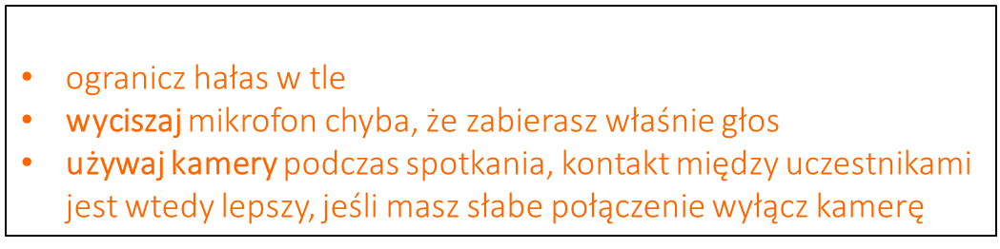 • ogranicz hałas w tle
• wyciszaj mikrofon chyba, że zabierasz właśnie głos
• używaj kamery podczas spotkania, kontakt między uczestnikami
jest wtedy lepszy, jeśli masz słabe połączenie wyłącz kamerę